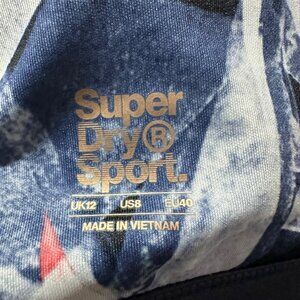 Super
Dry®
Sport.
UK12 US8 EU40
MADE IN VIETNAM